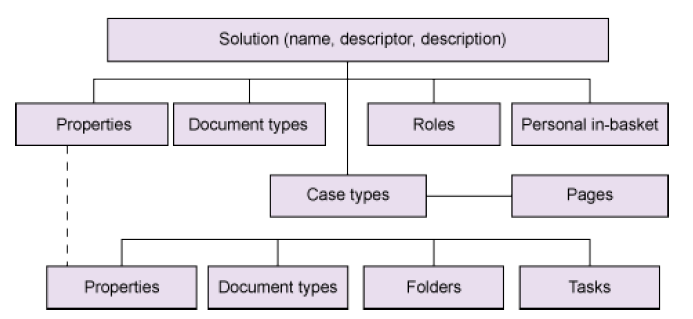 Solution (name, descriptor, description)
Properties
Document types
Roles
Personal in-basket
Case types
Pages
Properties
Document types
Folders
Tasks